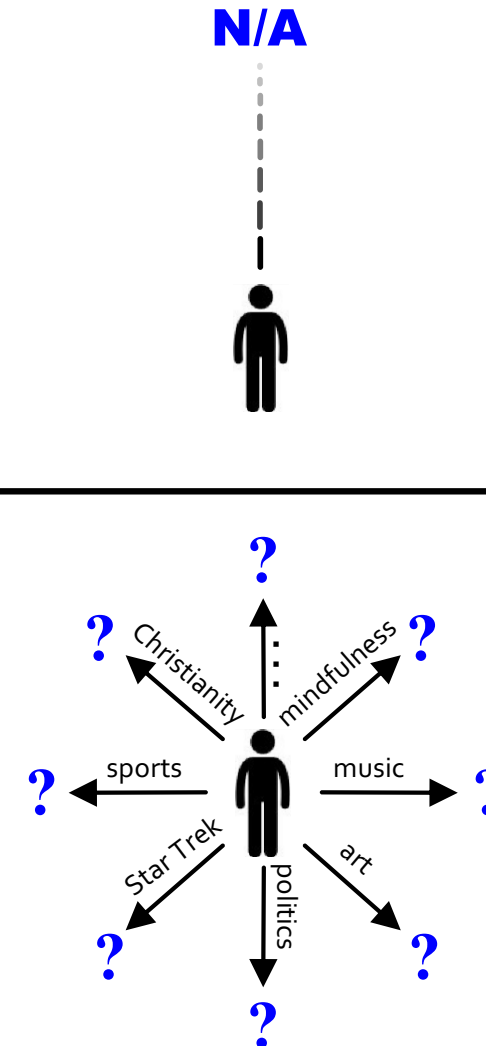 N/A
?
? Christianity ... mindfulness ?
? sports music ?
Star Trek art
? politics ?
?